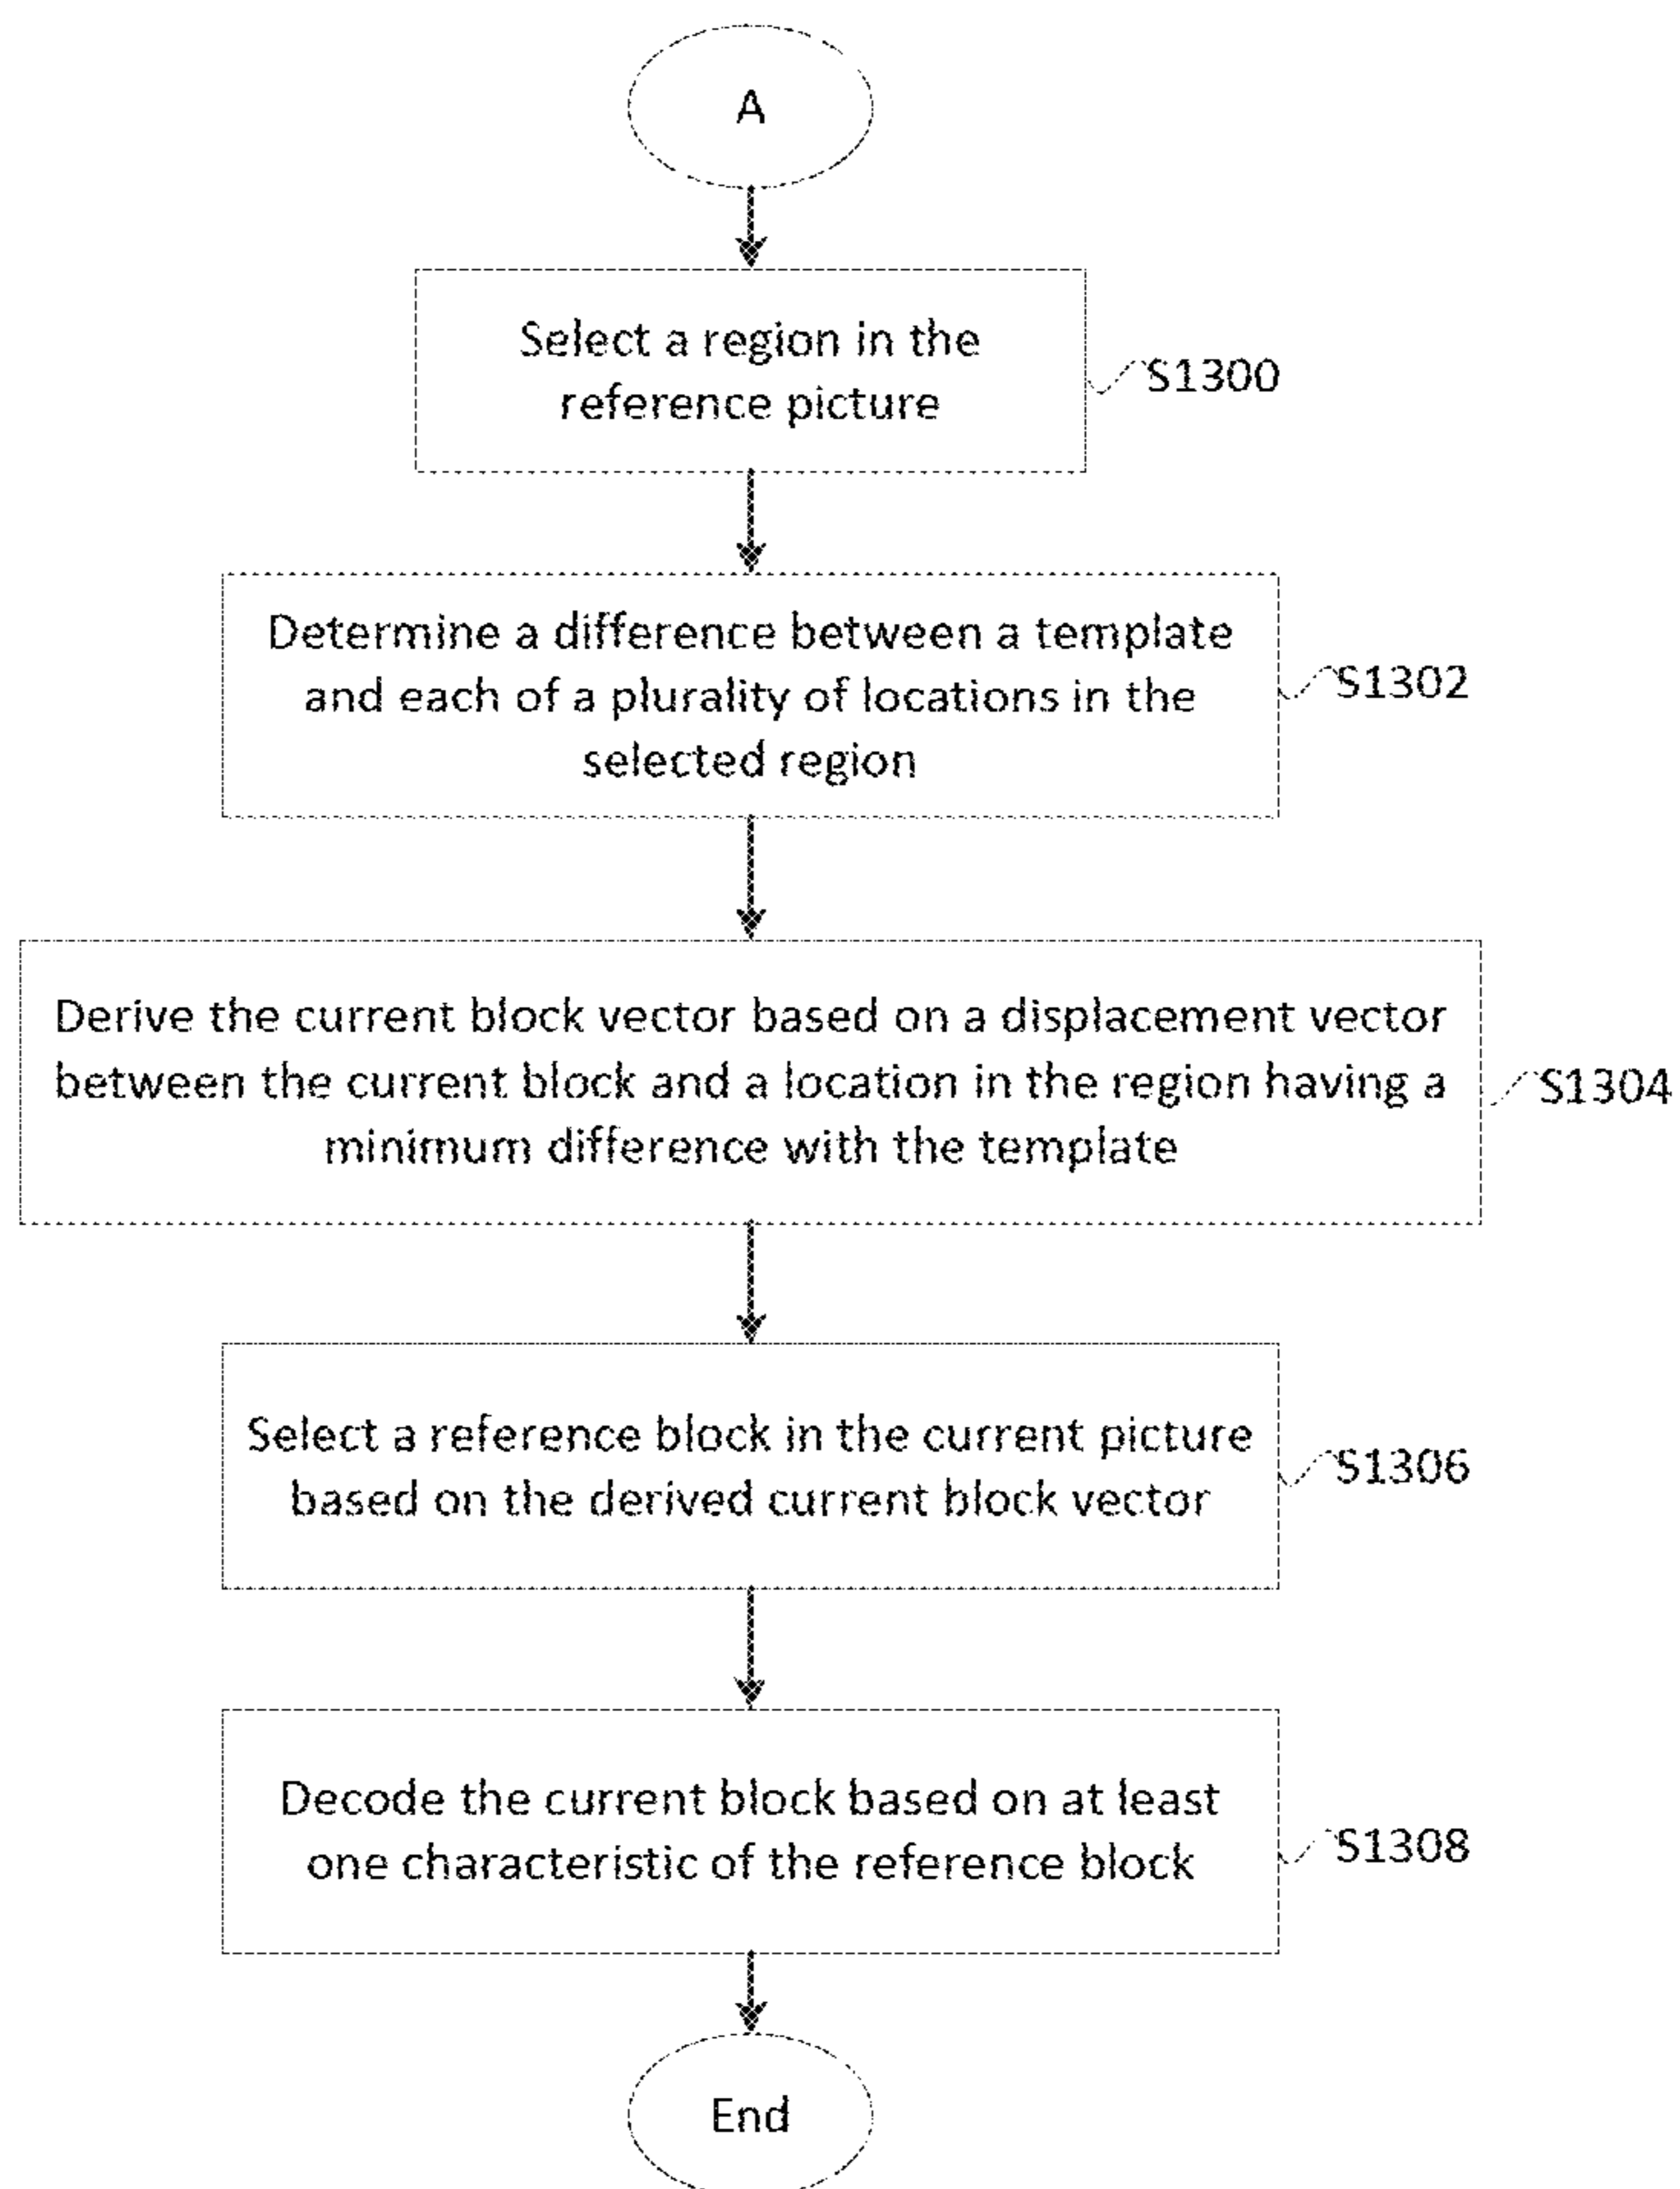 A
Select a region in the
reference picture
S1300
Determine a difference between a template
and each of a plurality of locations in the
selected region
S1302
Derive the current block vector based on a displacement vector
between the current block and a location in the region having a
minimum difference with the template
S1304
Select a reference block in the current picture
based on the derived current block vector
S1306
Decode the current block based on at least
one characteristic of the reference block
S1308
End